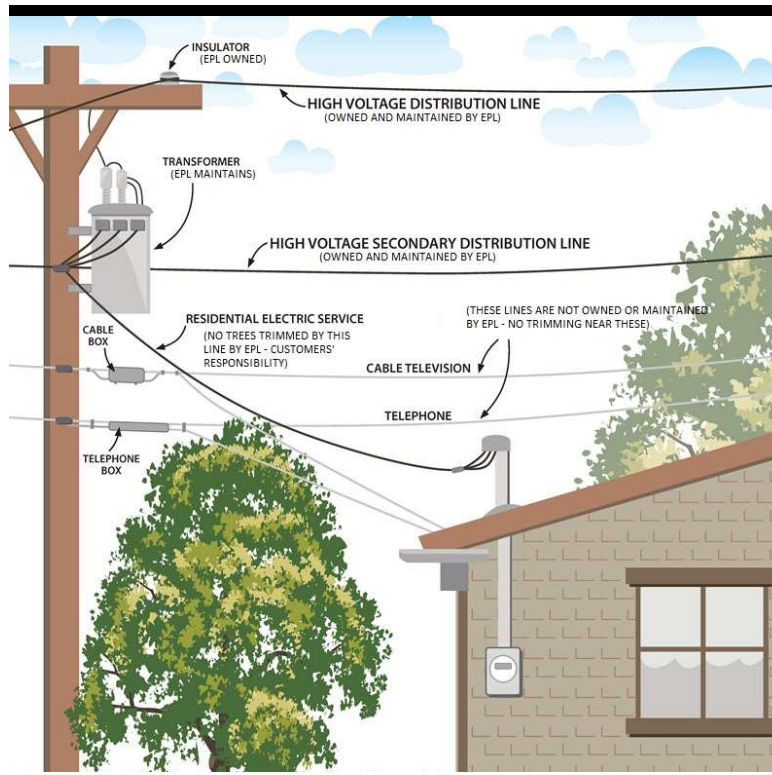 INSULATOR
(EPL OWNED)
HIGH VOLTAGE DISTRIBUTION LINE
(OWNED AND MAINTAINED BY EPL)
TRANSFORMER
(EPL MAINTAINS)
HIGH VOLTAGE SECONDARY DISTRIBUTION LINE
(OWNED AND MAINTAINED BY EPL)
RESIDENTIAL ELECTRIC SERVICE
(NO TREES TRIMMED BY THIS
LINE BY EPL - CUSTOMERS'
RESPONSIBILITY)
(THESE LINES ARE NOT OWNED OR MAINTAINED
BY EPL - NO TRIMMING NEAR THESE)
CABLE
BOX
CABLE TELEVISION
TELEPHONE
TELEPHONE
BOX